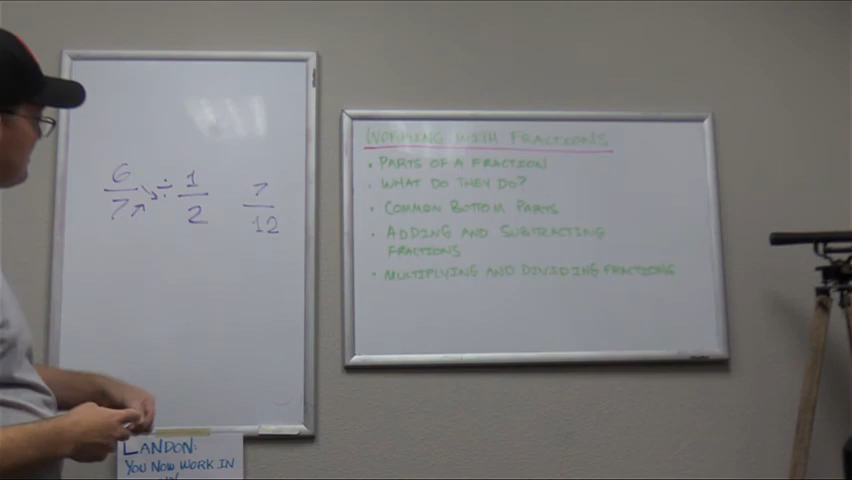 6 ÷ 1 7
7 2 12
WORKING WITH FRACTIONS
• PARTS OF A FRACTION
• WHAT DO THEY DO?
• COMMON BOTTOM PARTS
• ADDING AND SUBTRACTING
FRACTIONS
• MULTIPLYING AND DIVIDING FRACTIONS
LANDON:
YOU NOW WORK IN